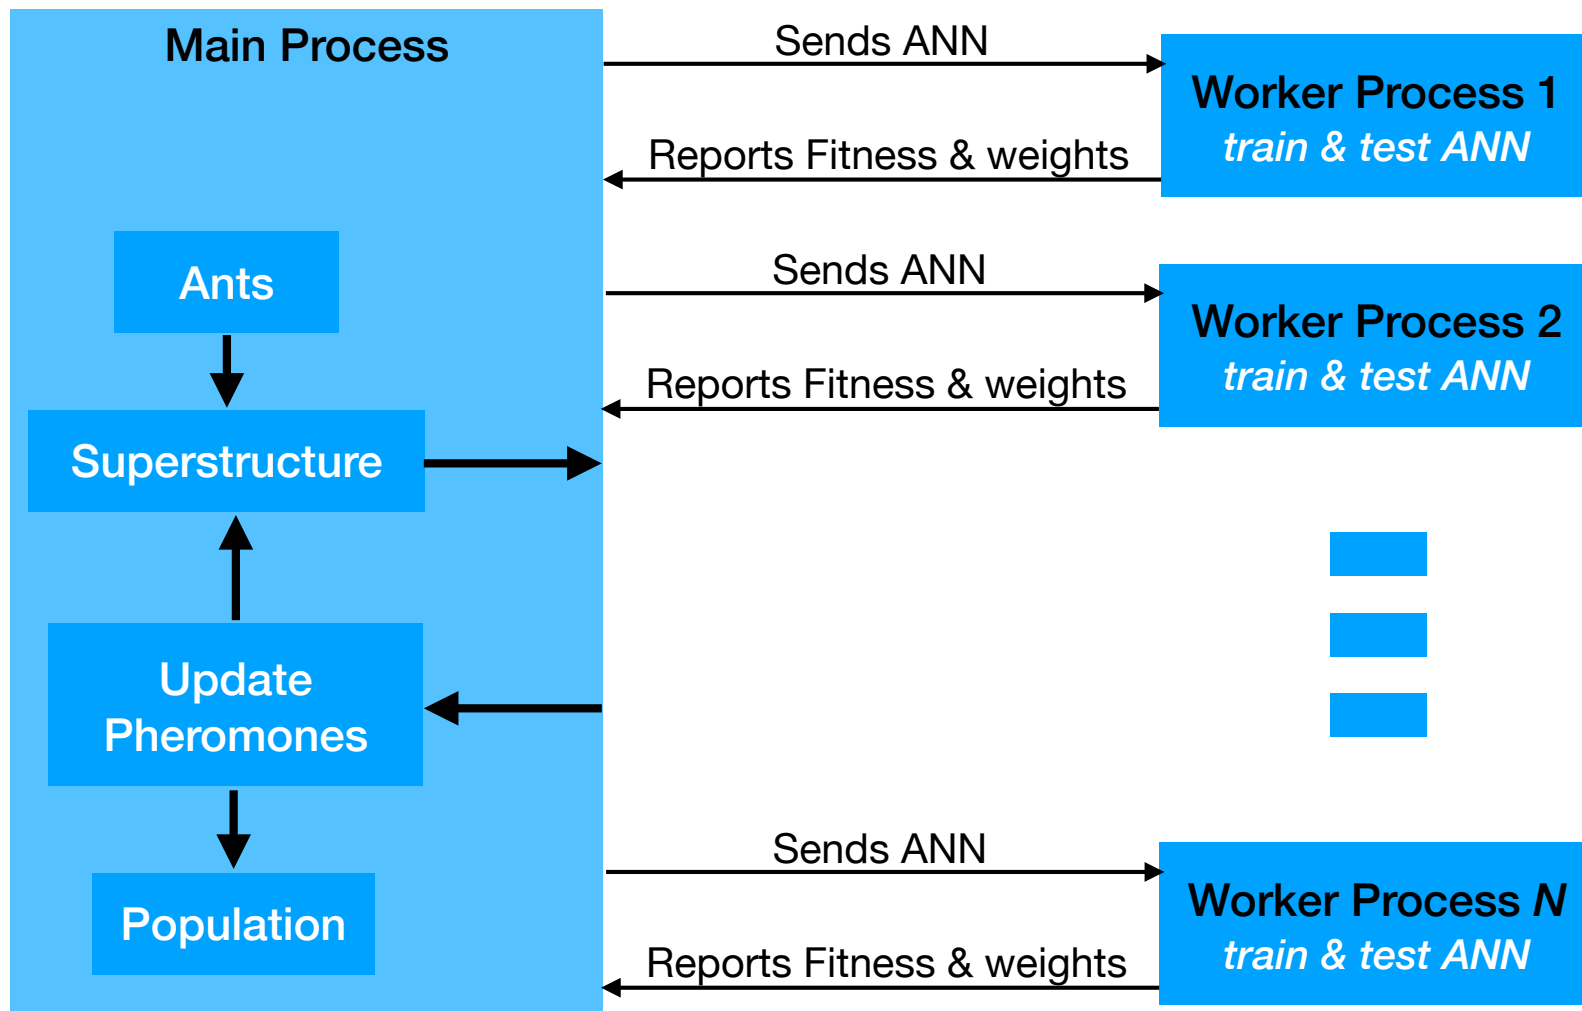 Main Process
Ants
Superstructure
Update
Pheromones
Population
Sends ANN
Reports Fitness & weights
Worker Process 1
train & test ANN
Sends ANN
Reports Fitness & weights
Worker Process 2
train & test ANN
Sends ANN
Reports Fitness & weights
Worker Process N
train & test ANN